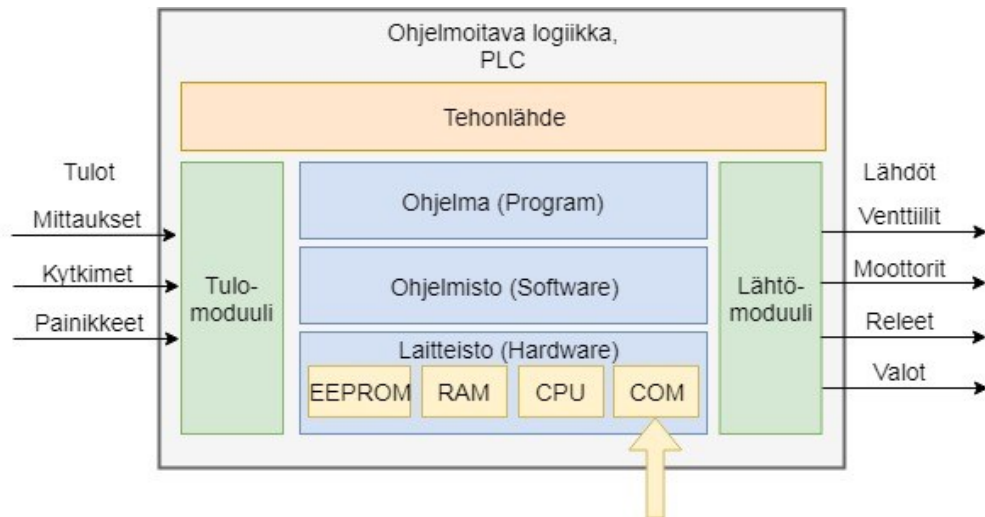 Ohjelmoitava logiikka,
PLC
Tehonlähde
Tulot
Mittaukset
Kytkimet
Painikkeet
Tulo-
moduuli
Ohjelma (Program)
Ohjelmisto (Software)
Laitteisto (Hardware)
EEPROM
RAM
CPU
COM
Lähtö-
moduuli
Lähdöt
Venttiilit
Moottorit
Releet
Valot